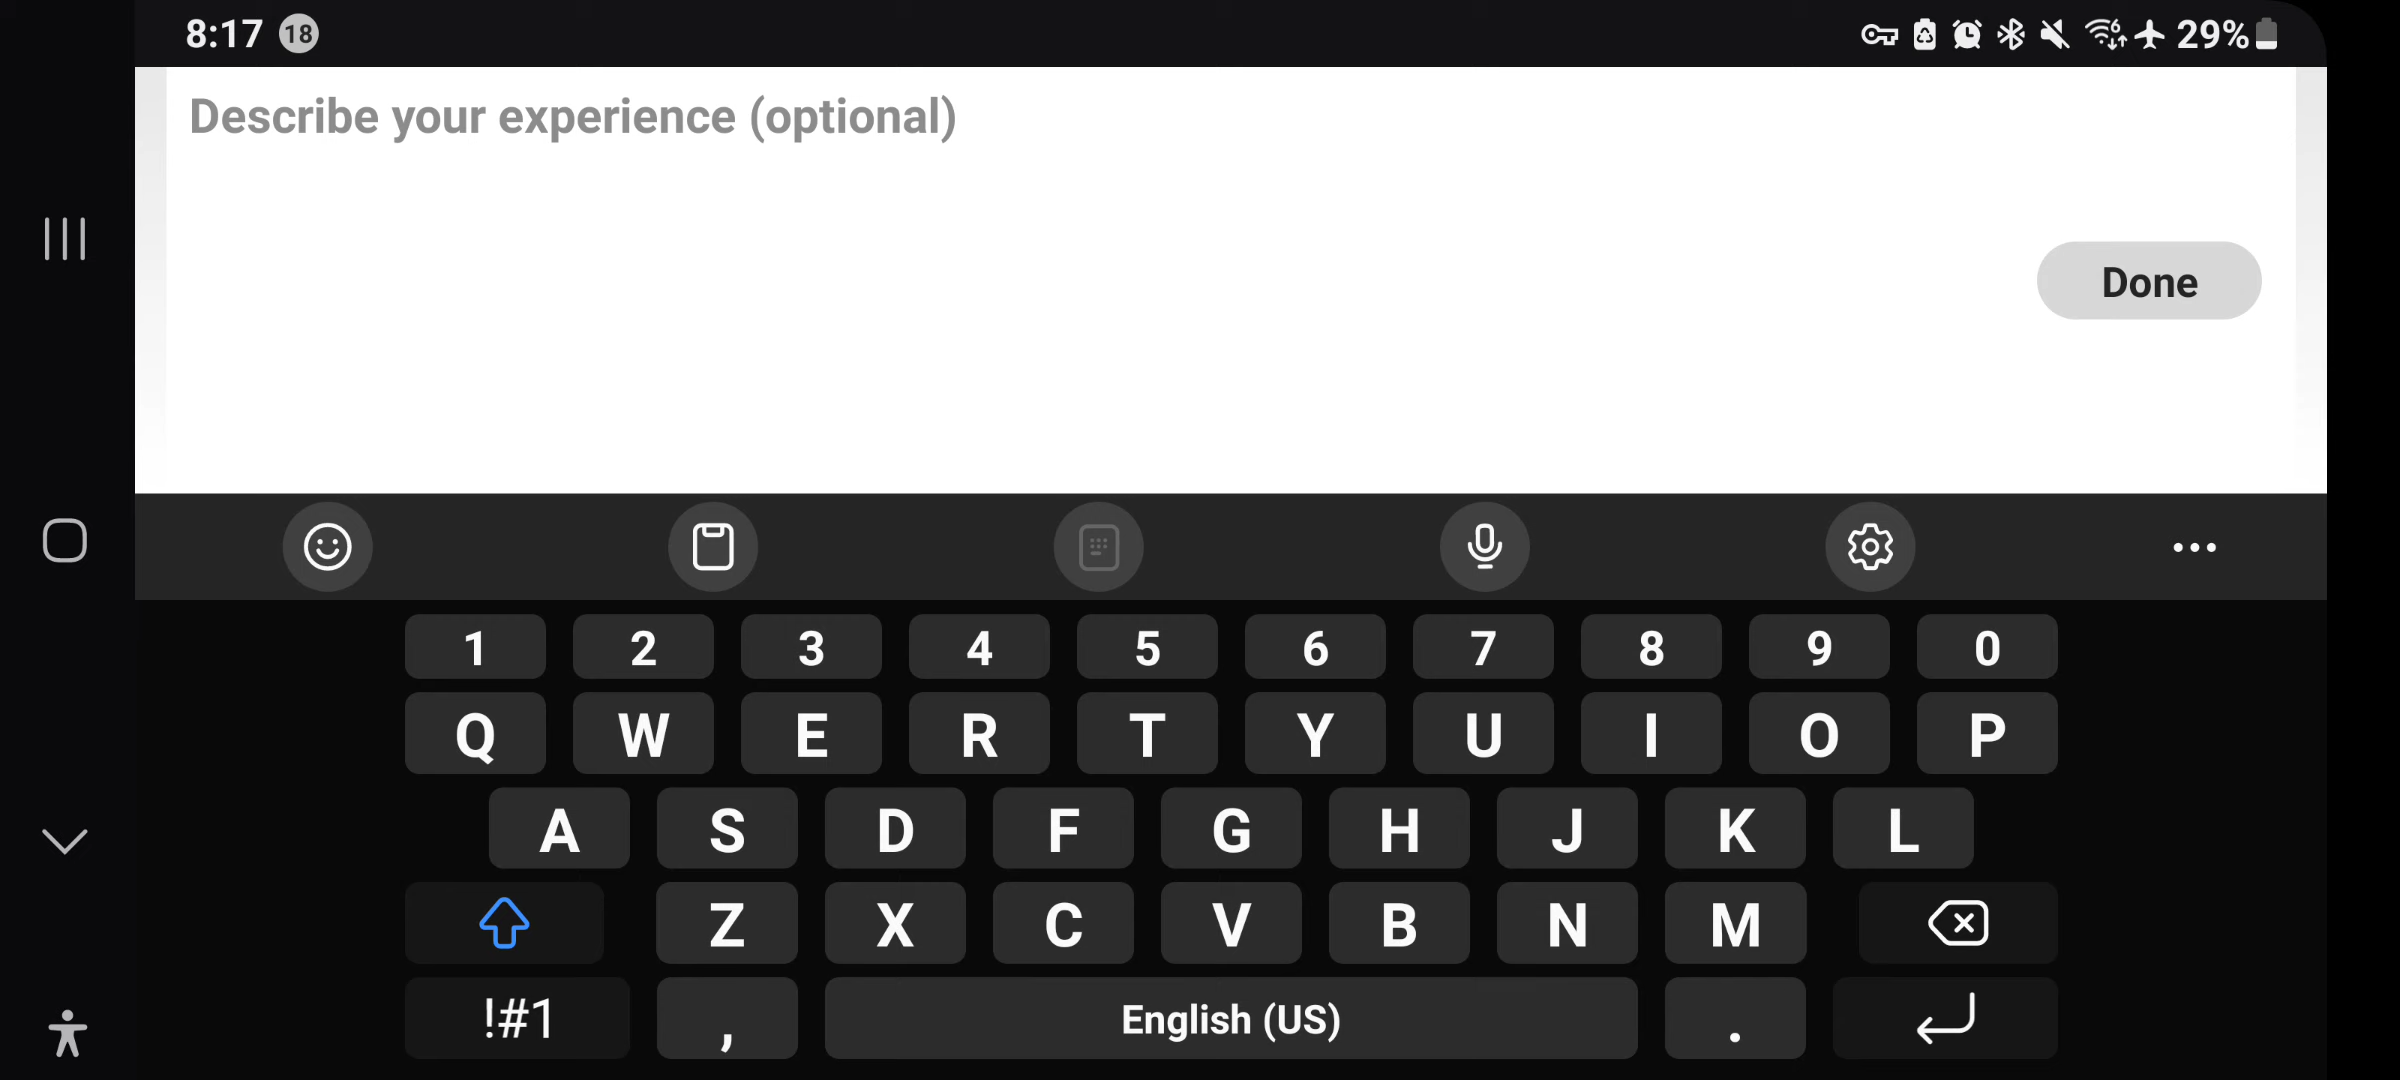 8:17 18 6 29%
Describe your experience (optional)
Done
1 2 3 4 5 6 7 8 9 0
Q W E R T Y U I O P
A S D F G H J K L
Z X C V B N M
!#1 , English (US) .